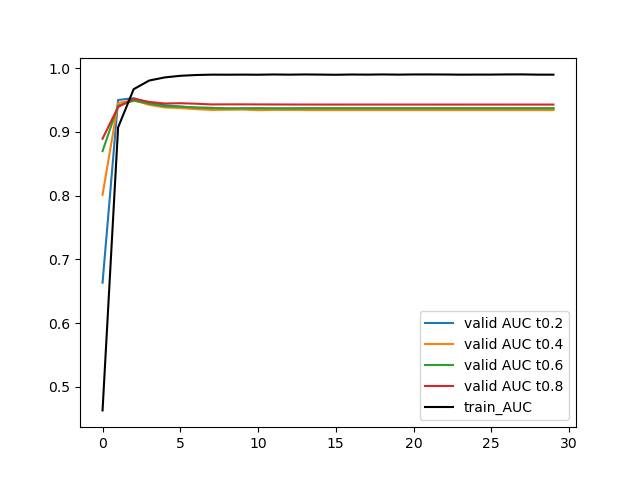 1.0
0.9
0.8
0.7
0.6
0.5
0 5 10 15 20 25 30
valid AUC t0.2
valid AUC t0.4
valid AUC t0.6
valid AUC t0.8
train_AUC